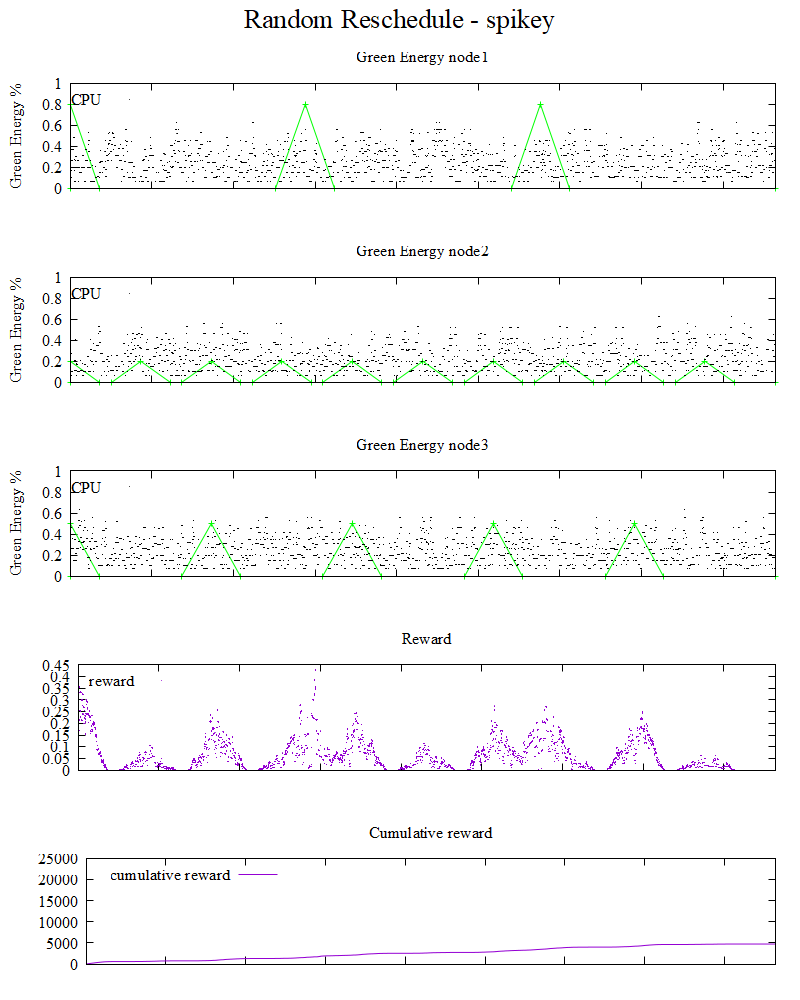 Random Reschedule - spikey
Green Energy node1
Green Energy %
1
0.8
0.6
0.4
0.2
0
CPU
Green Energy node2
Green Energy %
1
0.8
0.6
0.4
0.2
0
CPU
Green Energy node3
Green Energy %
1
0.8
0.6
0.4
0.2
0
CPU
Reward
0.45
0.4
0.35
0.3
0.25
0.2
0.15
0.1
0.05
0
reward
Cumulative reward
25000
20000
15000
10000
5000
0
cumulative reward